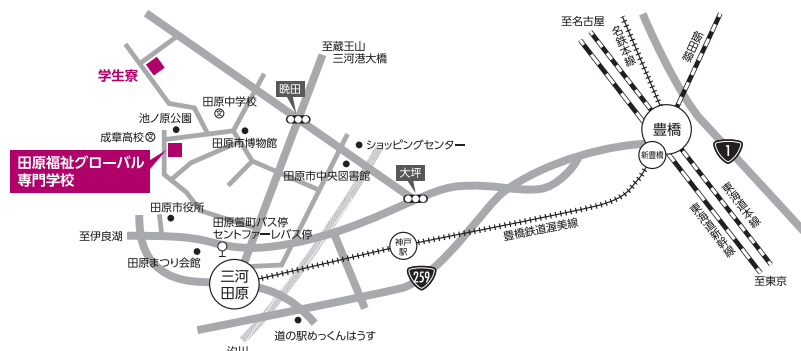 至名古屋
名鉄本線
飯田線
至蔵王山
三河港大橋
学生寮
晩田
田原中学校
池ノ原公園
成章高校
田原市博物館
ショッピングセンター
豊橋
新豊橋
1
田原福祉グローバル
専門学校
田原市中央図書館
大坪
田原市役所
田原萱町バス停
セントファーレバス停
至伊良湖
田原まつり会館
三河
田原
神戸
駅
豊橋鉄道渥美線
259
東海道本線
東海道新幹線
至東京
道の駅めっくんはうす
汐川